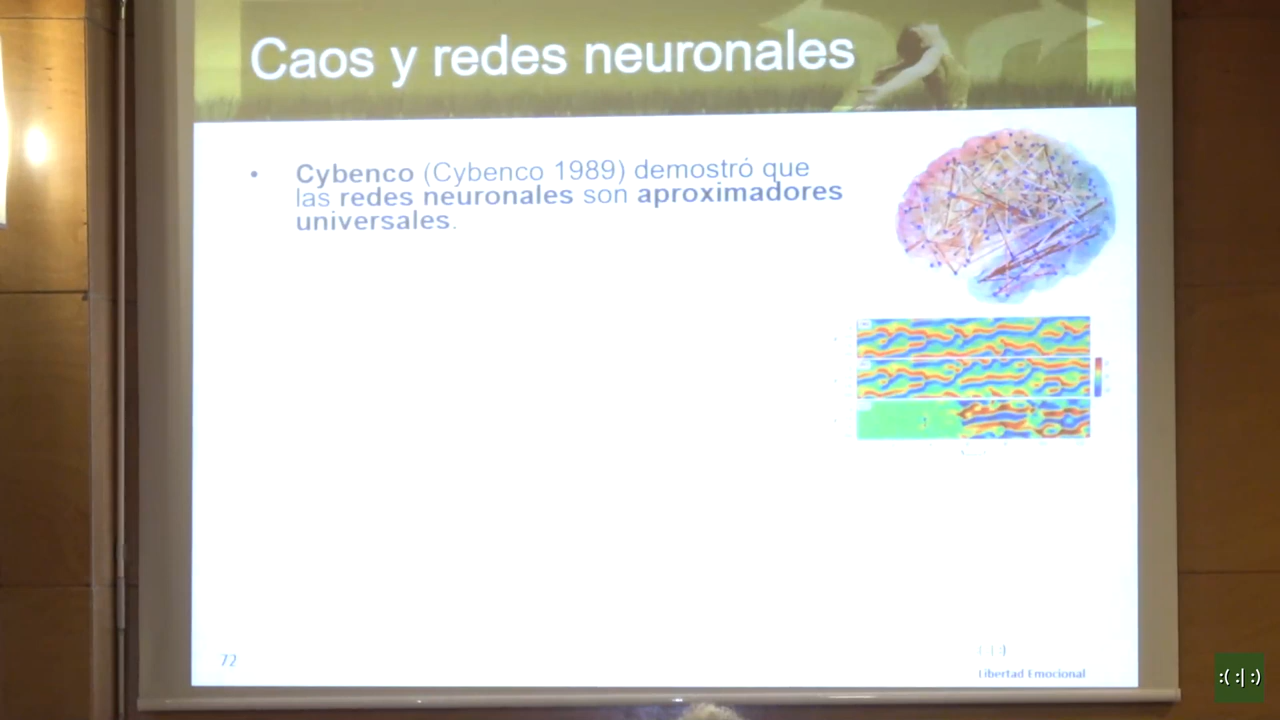 Caos y redes neuronales
• Cybenco (Cybenco 1989) demostró que
las redes neuronales son aproximadores
universales.
72
Libertad Emocional
:( :| :)